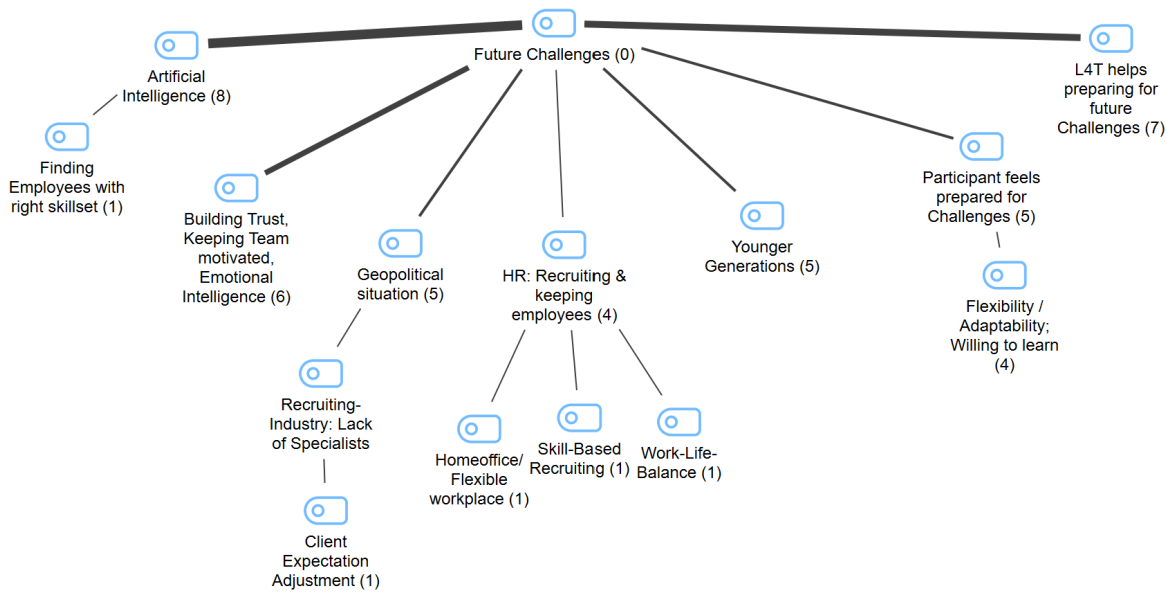 Future Challenges (0)
Artificial
Intelligence (8)
L4T helps
preparing for
future
Challenges (7)
Finding
Employees with
right skillset (1)
Participant feels
prepared for
Challenges (5)
Building Trust,
Keeping Team
motivated,
Emotional
Intelligence (6)
Geopolitical
situation (5)
HR: Recruiting &
keeping
employees (4)
Younger
Generations (5)
Flexibility /
Adaptability;
Willing to learn
(4)
Recruiting-
Industry: Lack
of Specialists
Homeoffice/
Flexible
workplace (1)
Skill-Based
Recruiting (1)
Work-Life-
Balance (1)
Client
Expectation
Adjustment (1)